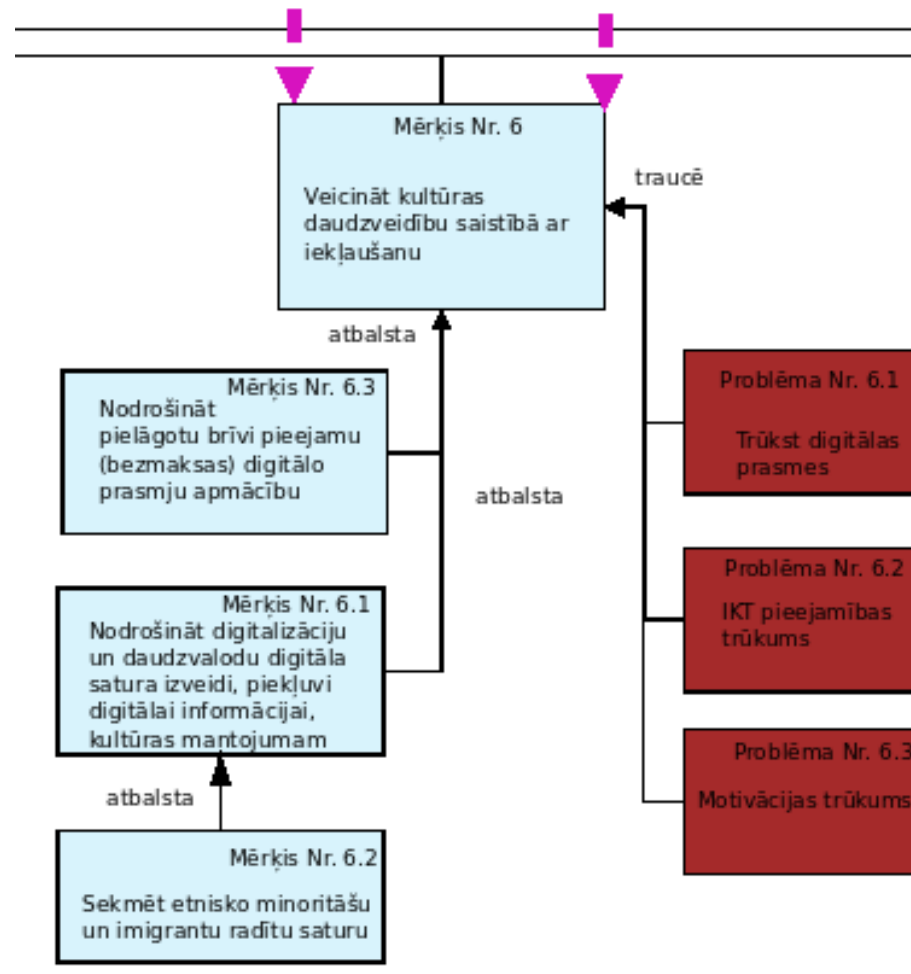 Mērķis Nr. 6
Veicināt kultūras
daudzveidību saistībā ar
iekļaušanu
traucē
atbalsta
Mērķis Nr. 6.3
Nodrošināt
pielāgotu brīvi pieejamu
(bezmaksas) digitālo
prasmju apmācību
atbalsta
Mērķis Nr. 6.1
Nodrošināt digitalizāciju
un daudzvalodu digitāla
satura izveidi, piekļuvi
digitālai informācijai,
kultūras mantojumam
atbalsta
Mērķis Nr. 6.2
Sekmēt etnisko minoritāšu
un imigrantu radītu saturu
Problēma Nr. 6.1
Trūkst digitālas
prasmes
Problēma Nr. 6.2
IKT pieejamības
trūkums
Problēma Nr. 6.3
Motivācijas trūkums